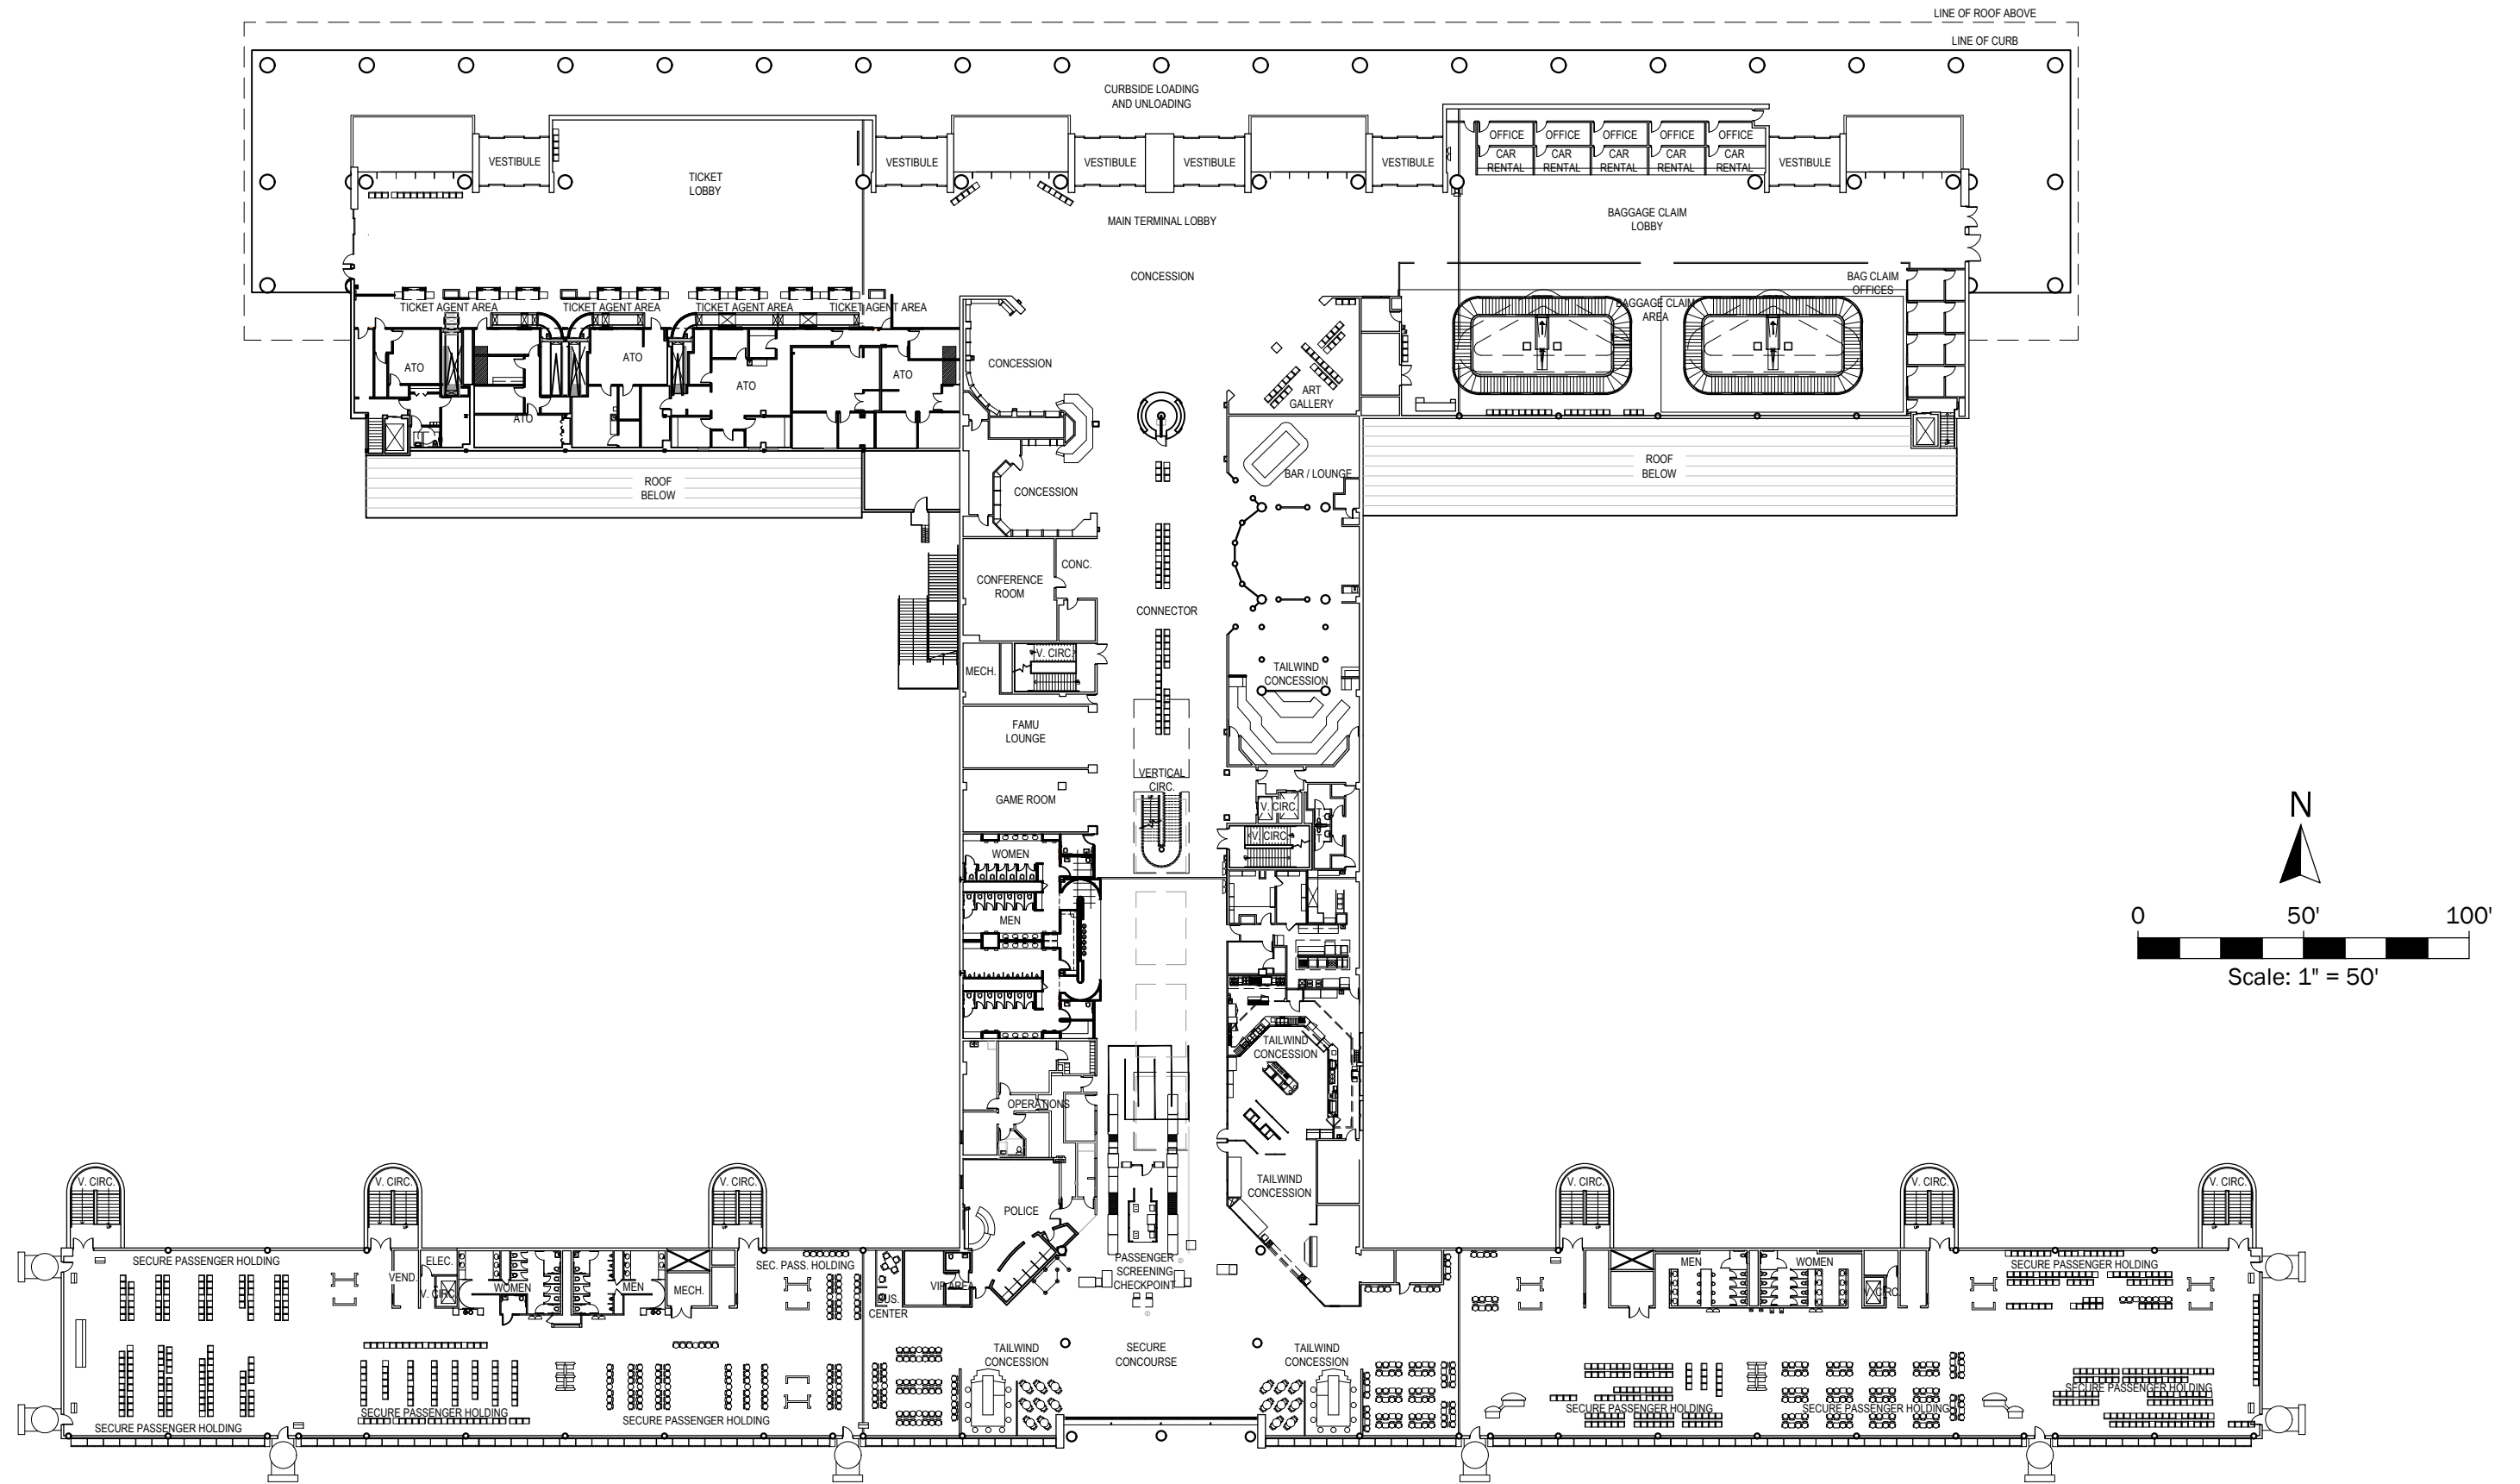 LINE OF ROOF ABOVE
LINE OF CURB
CURBSIDE LOADING
AND UNLOADING
OFFICE
OFFICE
OFFICE
OFFICE
OFFICE
VESTIBULE
VESTIBULE
VESTIBULE
VESTIBULE
VESTIBULE
CAR
RENTAL
CAR
RENTAL
CAR
RENTAL
CAR
RENTAL
CAR
RENTAL
VESTIBULE
TICKET
LOBBY
MAIN TERMINAL LOBBY
BAGGAGE CLAIM
LOBBY
CONCESSION
BAG CLAIM
OFFICES
TICKET AGENT AREA
TICKET AGENT AREA
TICKET AGENT AREA
TICKET AGENT AREA
BAGGAGE CLAIM
AREA
ATO
ATO
ATO
ATO
ATO
CONCESSION
ART
GALLERY
ROOF
BELOW
CONCESSION
BAR / LOUNGE
ROOF
BELOW
CONFERENCE
ROOM
CONC.
CONNECTOR
MECH.
V. CIRC.
TAILWIND
CONCESSION
FAMU
LOUNGE
VERTICAL
CIRC.
GAME ROOM
V. CIRC.
V. CIRC.
WOMEN
MEN
N
0
50'
100'
Scale: 1" = 50'
TAILWIND
CONCESSION
OPERATIONS
TAILWIND
CONCESSION
POLICE
V. CIRC.
V. CIRC.
V. CIRC.
V. CIRC.
V. CIRC.
V. CIRC.
SECURE PASSENGER HOLDING
VEND.
ELEC.
V. CIRC.
WOMEN
MEN
MECH.
SEC. PASS. HOLDING
BUS.
CENTER
VIP AREA
PASSENGER
SCREENING
CHECKPOINT
MEN
WOMEN
V. CIRC.
SECURE PASSENGER HOLDING
TAILWIND
CONCESSION
SECURE
CONCOURSE
TAILWIND
CONCESSION
SECURE PASSENGER HOLDING
SECURE PASSENGER HOLDING
SECURE PASSENGER HOLDING
SECURE PASSENGER HOLDING
SECURE PASSENGER HOLDING
SECURE PASSENGER HOLDING